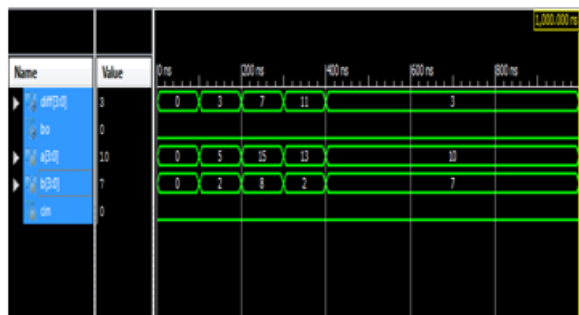 1,000.000 ns
Name Value 0 ns 200 ns 400 ns 600 ns 800 ns
diff[3:0] 3 0 3 7 11 3
bo 0
a[3:0] 10 0 5 15 13 10
b[3:0] 7 0 2 8 2 7
cin 0